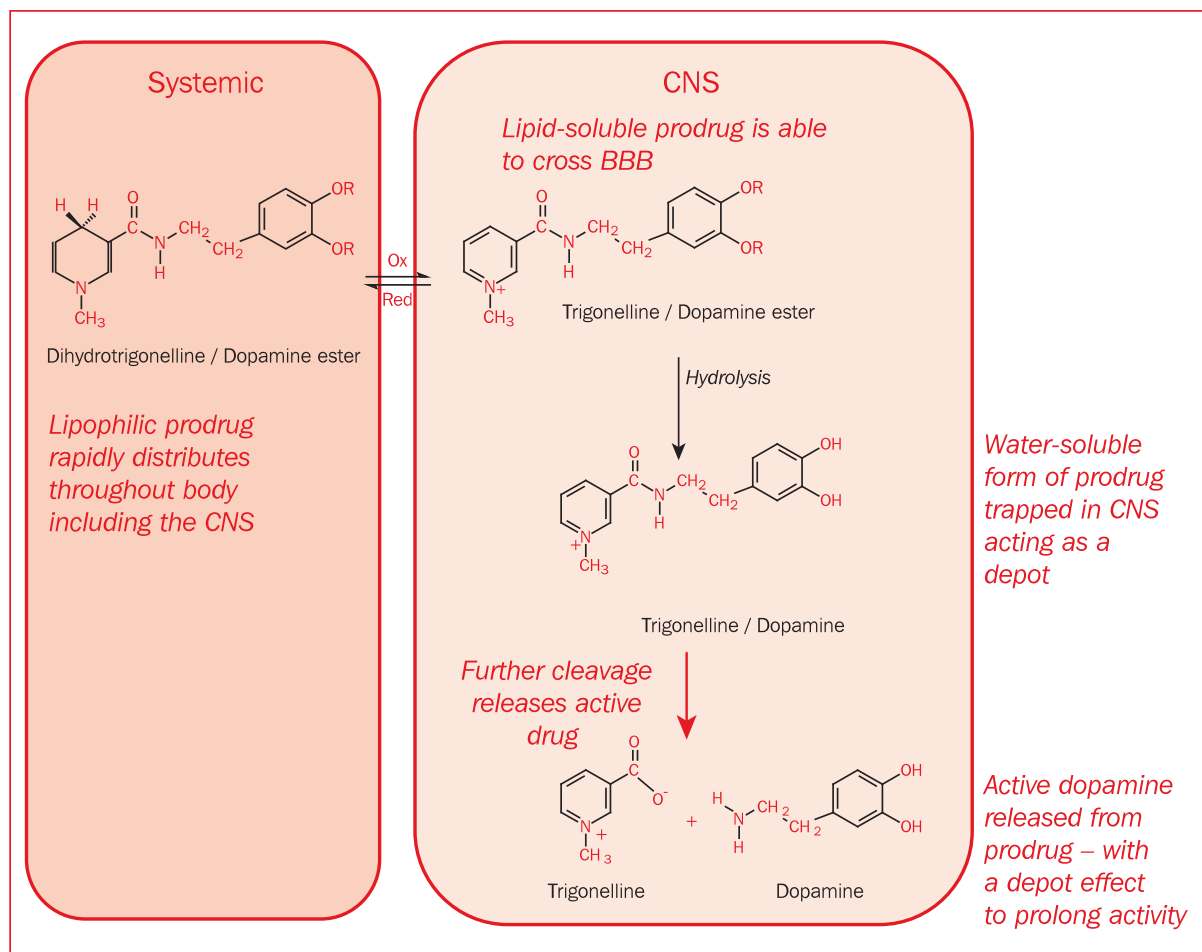 Systemic
H H
O
C
N
H
CH2
CH2
OR
OR
N
CH3
Dihydrotrigonelline / Dopamine ester
Lipophilic prodrug
rapidly distributes
throughout body
including the CNS
Ox
Red
CNS
Lipid-soluble prodrug is able
to cross BBB
O
C
N
H
CH2
CH2
OR
OR
N+
CH3
Trigonelline / Dopamine ester
Hydrolysis
O
C
N
H
CH2
CH2
OH
OH
N
+
CH3
Trigonelline / Dopamine
Water-soluble
form of prodrug
trapped in CNS
acting as a
depot
Further cleavage
releases active
drug
O
C
O-
N
+
CH3
Trigonelline
+
H
N
H
CH2
CH2
OH
OH
Dopamine
Active dopamine
released from
prodrug – with
a depot effect
to prolong activity